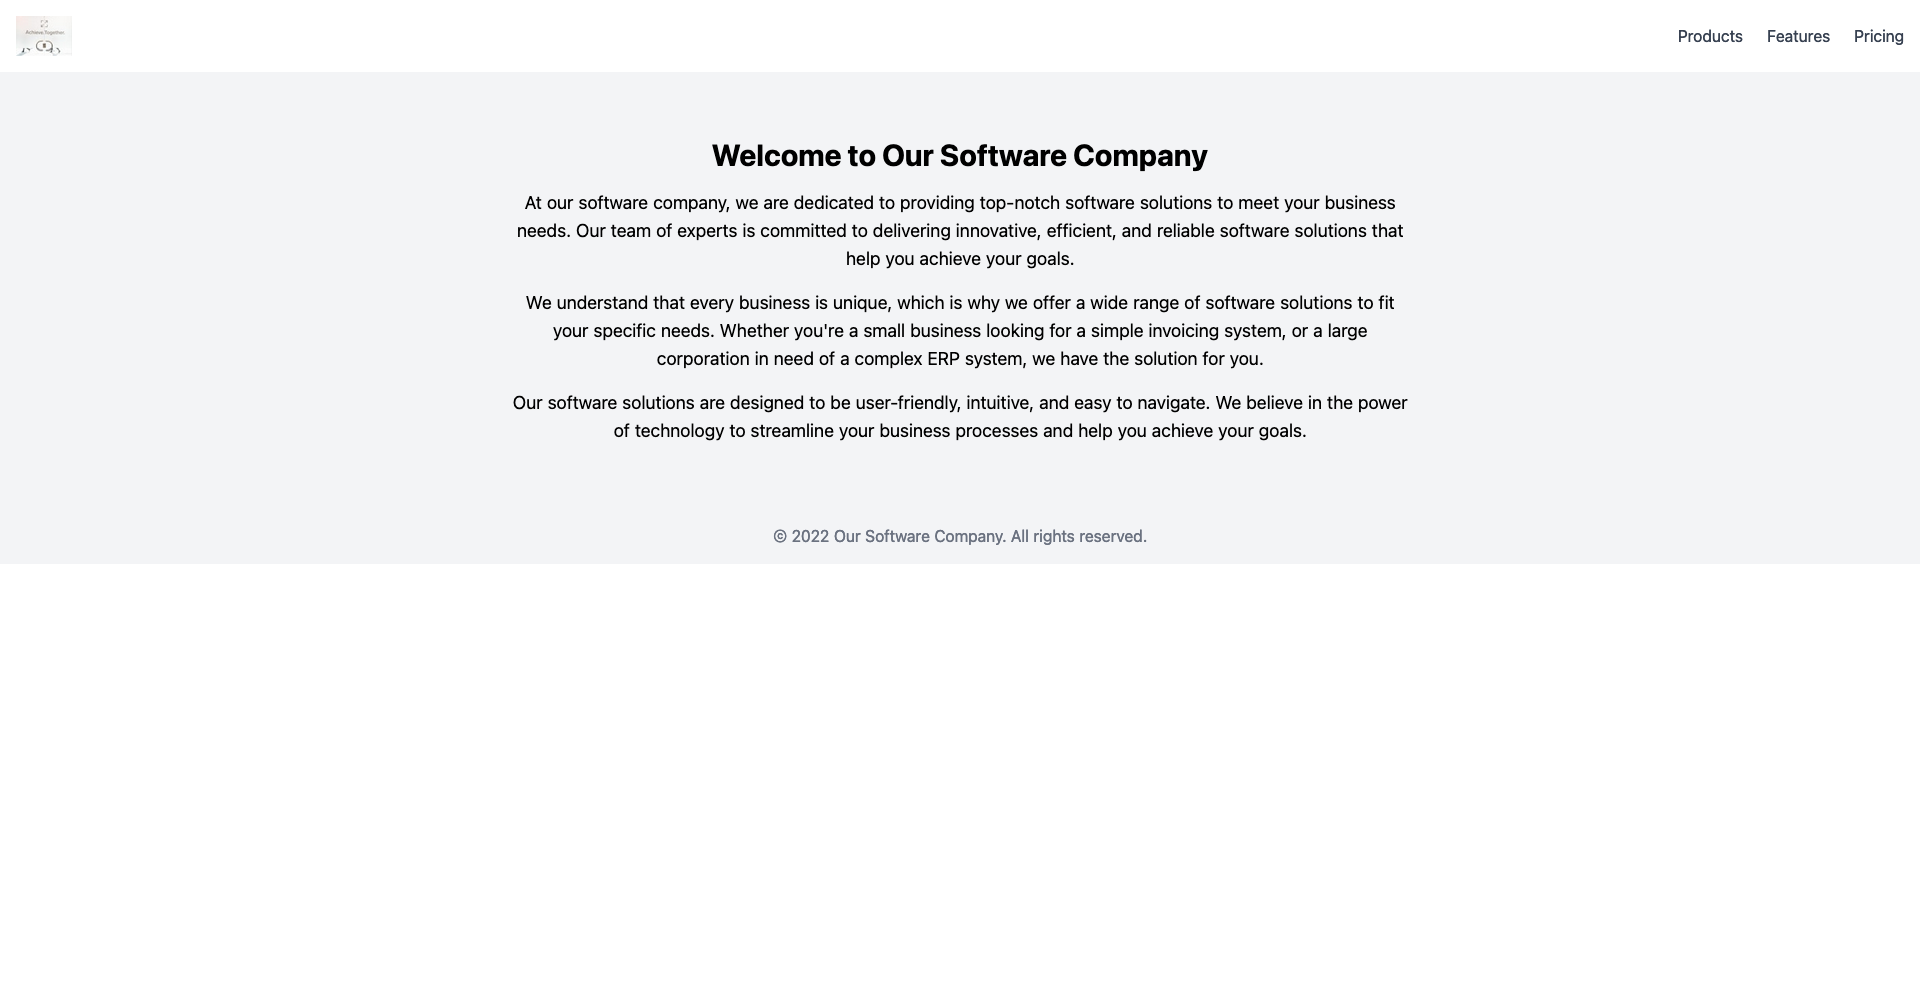 Achieve Together.
Products Features Pricing
Welcome to Our Software Company
At our software company, we are dedicated to providing top-notch software solutions to meet your business
needs. Our team of experts is committed to delivering innovative, efficient, and reliable software solutions that
help you achieve your goals.
We understand that every business is unique, which is why we offer a wide range of software solutions to fit
your specific needs. Whether you're a small business looking for a simple invoicing system, or a large
corporation in need of a complex ERP system, we have the solution for you.
Our software solutions are designed to be user-friendly, intuitive, and easy to navigate. We believe in the power
of technology to streamline your business processes and help you achieve your goals.
© 2022 Our Software Company. All rights reserved.